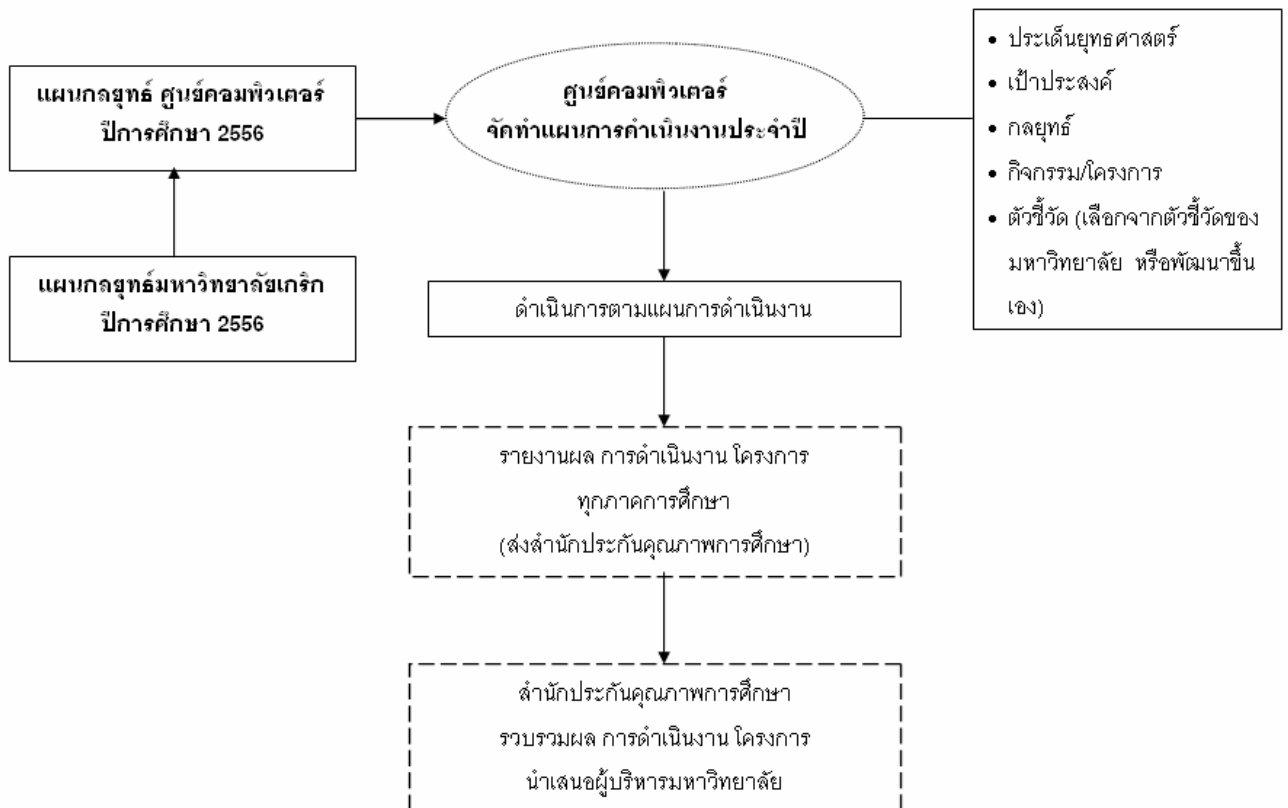 แผนกลยุทธ์ ศูนย์คอมพิวเตอร์
ปีการศึกษา 2556
แผนกลยุทธ์มหาวิทยาลัยเกริก
ปีการศึกษา 2556
ศูนย์คอมพิวเตอร์
จัดทำแผนการดำเนินงานประจำปี
• ประเด็นยุทธศาสตร์
• เป้าประสงค์
• กลยุทธ์
• กิจกรรม/โครงการ
• ตัวชี้วัด (เลือกจากตัวชี้วัดของ
มหาวิทยาลัย หรือพัฒนาขึ้น
เอง)
ดำเนินการตามแผนการดำเนินงาน
รายงานผล การดำเนินงาน โครงการ
ทุกภาคการศึกษา
(ส่งสำนักประกันคุณภาพการศึกษา)
สำนักประกันคุณภาพการศึกษา
รวบรวมผล การดำเนินงาน โครงการ
นำเสนอผู้บริหารมหาวิทยาลัย